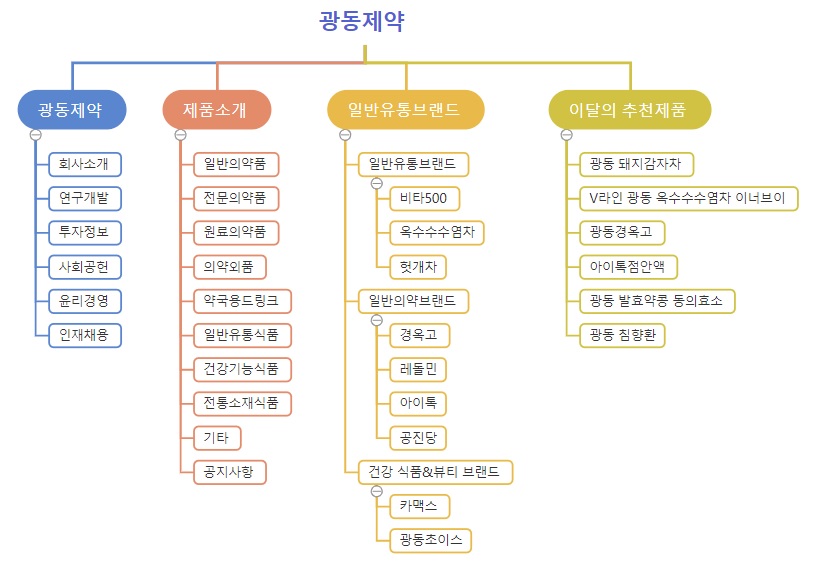 광동제약
광동제약
회사소개
연구개발
투자정보
사회공헌
윤리경영
인재채용
제품소개
일반의약품
전문의약품
원료의약품
의약외품
약국용드링크
일반유통식품
건강기능식품
전통소재식품
기타
공지사항
일반유통브랜드
일반유통브랜드
비타500
옥수수수염차
헛개차
일반의약브랜드
경옥고
레돌민
아이톡
공진당
건강 식품&뷰티 브랜드
카맥스
광동초이스
이달의 추천제품
광동 돼지감자차
V라인 광동 옥수수수염차 이너브이
광동경옥고
아이톡점안액
광동 발효약콩 동의효소
광동 침향환